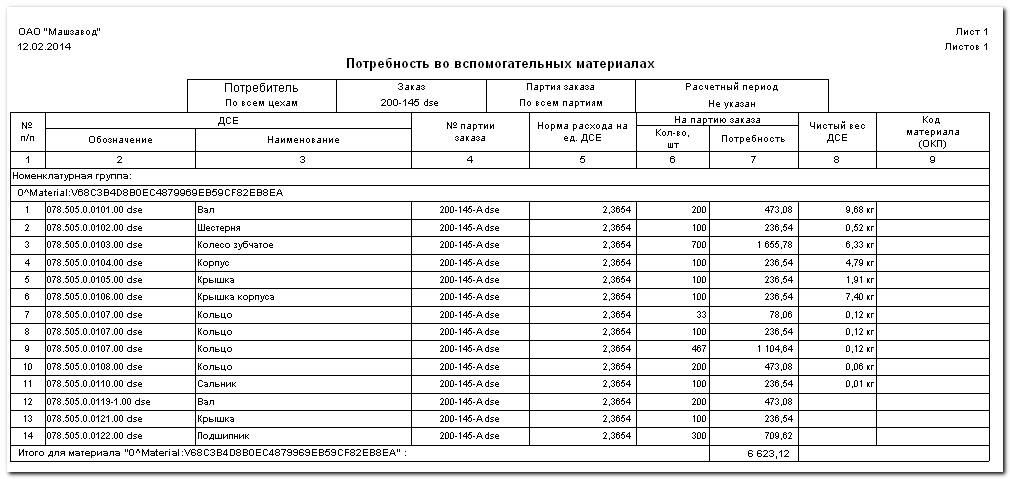 ОАО "Машзавод" Лист 1
12.02.2014 Листов 1
Потребность во вспомогательных материалах
Потребитель Заказ Партия заказа Расчетный период
По всем цехам 200-145 dse По всем партиям Не указан
№ п/п ДСЕ № партии заказа Норма расхода на ед. ДСЕ На партию заказа Чистый вес ДСЕ Код материала (ОКП)
Обозначение Наименование Кол-во, шт Потребность
1 2 3 4 5 6 7 8 9
Номенклатурная группа:
0^Material:V68C3B4D8B0EC4879969EB59CF82EB8EA
1 078.505.0.0101.00 dse Вал 200-145-А dse 2,3654 200 473,08 9,68 кг
2 078.505.0.0102.00 dse Шестерня 200-145-А dse 2,3654 100 236,54 0,52 кг
3 078.505.0.0103.00 dse Колесо зубчатое 200-145-А dse 2,3654 700 1 655,78 6,33 кг
4 078.505.0.0104.00 dse Корпус 200-145-А dse 2,3654 100 236,54 4,79 кг
5 078.505.0.0105.00 dse Крышка 200-145-А dse 2,3654 100 236,54 1,91 кг
6 078.505.0.0106.00 dse Крышка корпуса 200-145-А dse 2,3654 100 236,54 7,40 кг
7 078.505.0.0107.00 dse Кольцо 200-145-А dse 2,3654 33 78,06 0,12 кг
8 078.505.0.0107.00 dse Кольцо 200-145-А dse 2,3654 100 236,54 0,12 кг
9 078.505.0.0107.00 dse Кольцо 200-145-А dse 2,3654 467 1 104,64 0,12 кг
10 078.505.0.0108.00 dse Кольцо 200-145-А dse 2,3654 200 473,08 0,06 кг
11 078.505.0.0110.00 dse Сальник 200-145-А dse 2,3654 100 236,54 0,01 кг
12 078.505.0.0119-1.00 dse Вал 200-145-А dse 2,3654 200 473,08
13 078.505.0.0121.00 dse Крышка 200-145-А dse 2,3654 100 236,54
14 078.505.0.0122.00 dse Подшипник 200-145-А dse 2,3654 300 709,62
Итого для материала "0^Material:V68C3B4D8B0EC4879969EB59CF82EB8EA" : 6 623,12